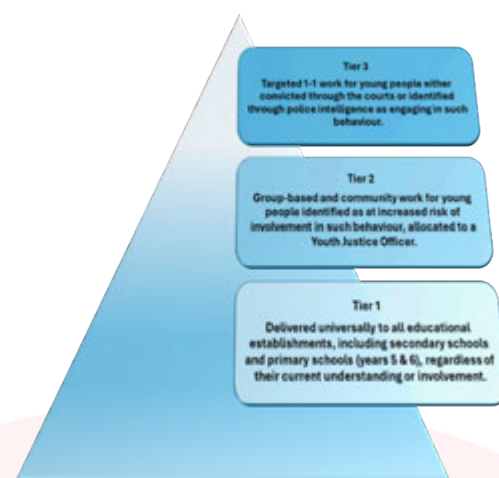 Tier 3
Targeted 1-1 work for young people either
convicted through the courts or identified
through police intelligence as engaging in such
behaviour.
Tier 2
Group-based and community work for young
people identified as at increased risk of
involvement in such behaviour, allocated to a
Youth Justice Officer.
Tier 1
Delivered universally to all educational
establishments, including secondary schools
and primary schools (years 5 & 6), regardless of
their current understanding or involvement.